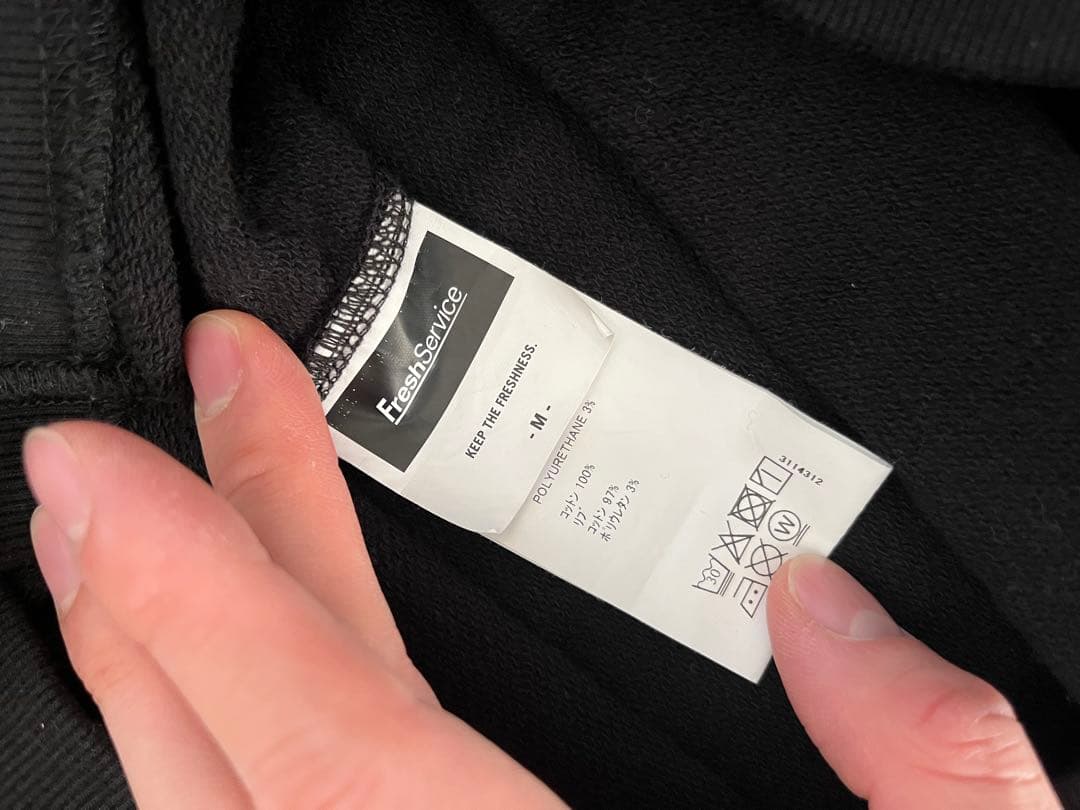 FreshService
KEEP THE FRESHNESS.
- M -
POLYURETHANE 3%
コットン 100%
リブ
コットン 97%
ポリウレタン 3%
3114312
30
W